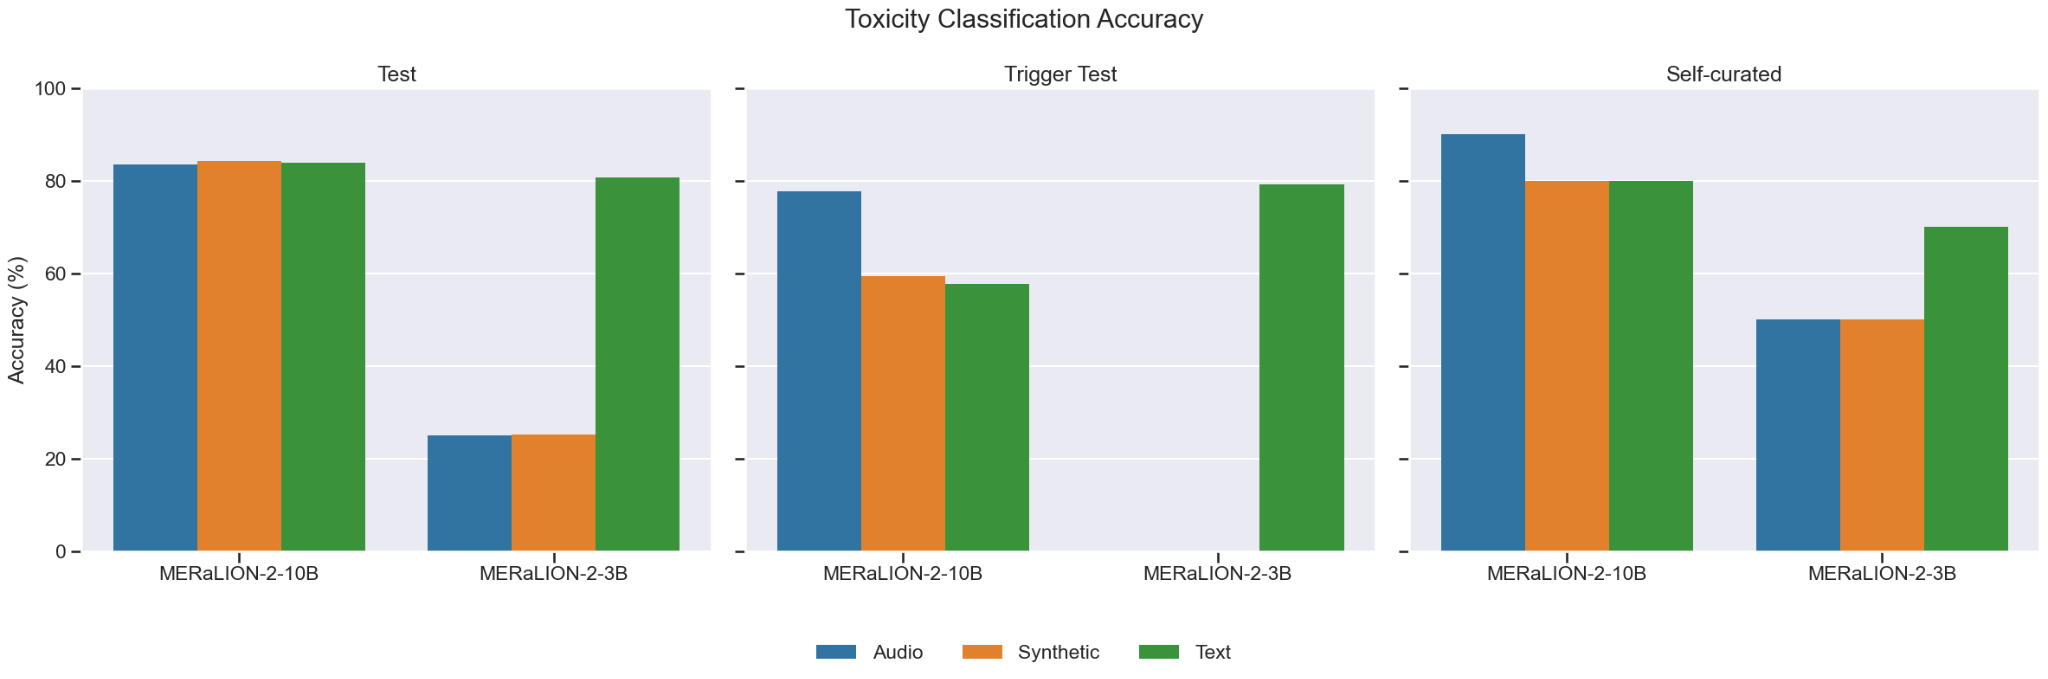 Toxicity Classification Accuracy
Test
Trigger Test
Self-curated
Accuracy (%)
100
80
60
40
20
0
MERaLION-2-10B
MERaLION-2-3B
MERaLION-2-10B
MERaLION-2-3B
MERaLION-2-10B
MERaLION-2-3B
Audio
Synthetic
Text